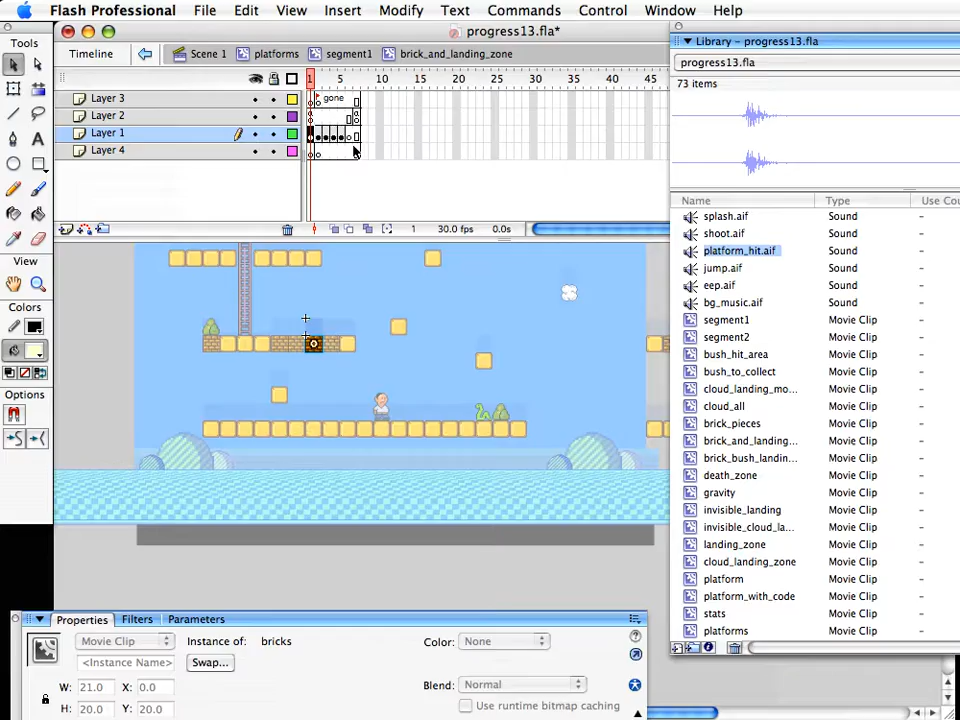 Flash Professional File Edit View Insert Modify Text Commands Control Window Help
Tools
progress13.fla*
Timeline Scene 1 platforms segment1 brick_and_landing_zone
1 5 10 15 20 25 30 35 40 45
Layer 3 gone
Layer 2
Layer 1
Layer 4
1 30.0 fps 0.0s
View
Colors
Options
Library – progress13.fla
progress13.fla
73 items
Name Type Use Cou
splash.aif Sound –
shoot.aif Sound –
platform_hit.aif Sound –
jump.aif Sound –
eep.aif Sound –
bg_music.aif Sound –
segment1 Movie Clip –
segment2 Movie Clip –
bush_hit_area Movie Clip –
bush_to_collect Movie Clip –
cloud_landing_mo... Movie Clip –
cloud_all Movie Clip –
brick_pieces Movie Clip –
brick_and_landing... Movie Clip –
brick_bush_landin... Movie Clip –
death_zone Movie Clip –
gravity Movie Clip –
invisible_landing Movie Clip –
invisible_cloud_la... Movie Clip –
landing_zone Movie Clip –
cloud_landing_zone Movie Clip –
platform Movie Clip –
platform_with_code Movie Clip –
stats Movie Clip –
platforms Movie Clip –
Properties Filters Parameters
Movie Clip Instance of: bricks Color: None
<Instance Name> Swap...
W: 21.0 X: 0.0 Blend: Normal
H: 20.0 Y: 20.0 Use runtime bitmap caching